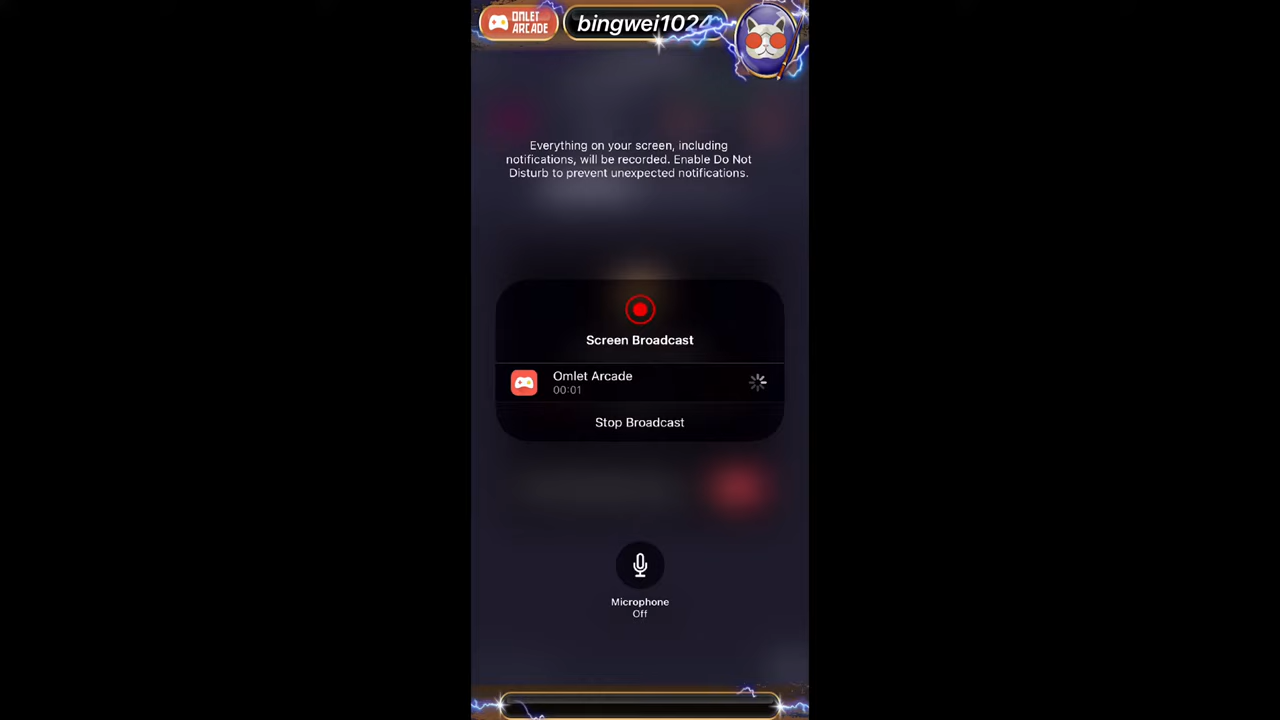 OMLET
ARCADE
bingwei1024
Everything on your screen, including
notifications, will be recorded. Enable Do Not
Disturb to prevent unexpected notifications.
Screen Broadcast
Omlet Arcade
00:01
Stop Broadcast
Microphone
Off